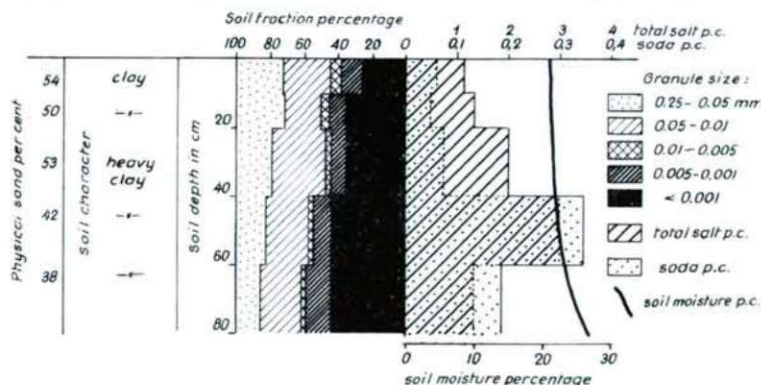 Soil fraction percentage
100 80 60 40 20 0 1 2 3 4 total salt p.c.
0,1 0,2 0,3 0,4 soda p.c.
Physical sand per cent
54
50
53
42
38
Soil character
clay
—"—
heavy
clay
—"—
—"—
Soil depth in cm
20
40
60
80
Granule size :
0.25 - 0.05 mm
0.05 - 0.01
0.01 - 0.005
0.005 - 0.001
< 0.001
total salt p.c.
soda p.c.
soil moisture p.c.
0 10 20 30
soil moisture percentage